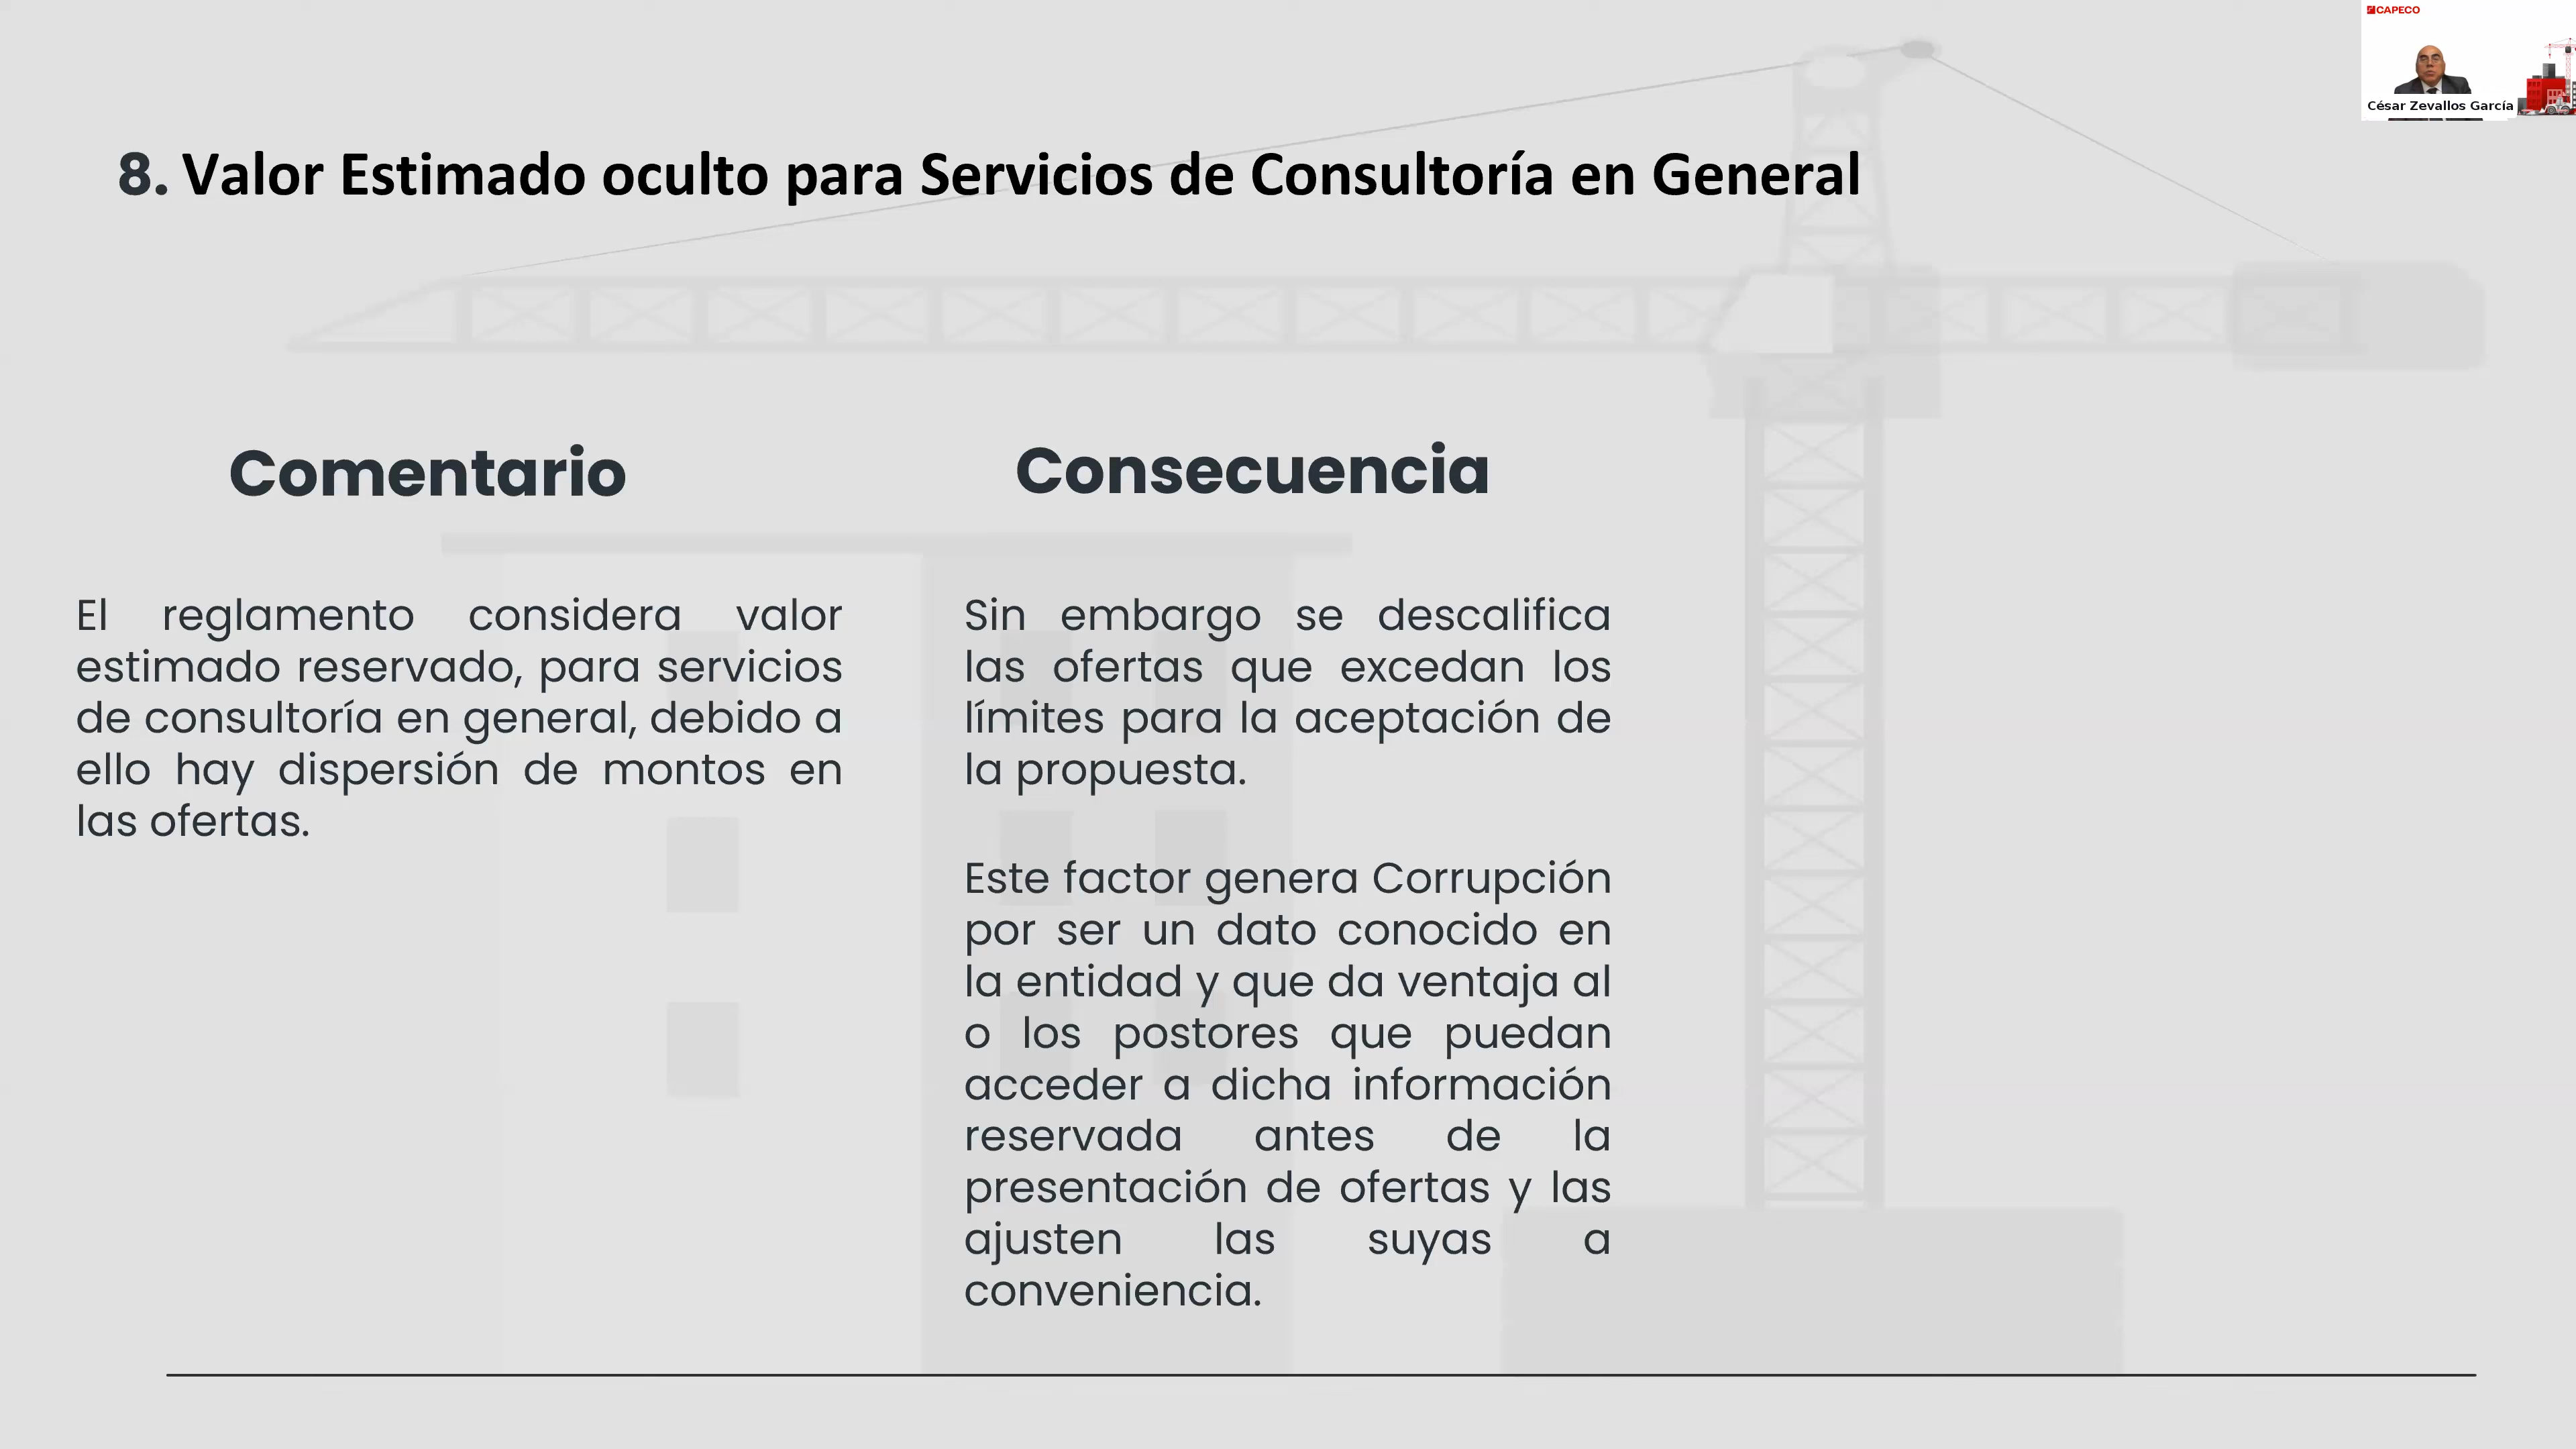 CAPECO
César Zevallos García
8. Valor Estimado oculto para Servicios de Consultoría en General
Comentario
El reglamento considera valor
estimado reservado, para servicios
de consultoría en general, debido a
ello hay dispersión de montos en
las ofertas.
Consecuencia
Sin embargo se descalifica
las ofertas que excedan los
límites para la aceptación de
la propuesta.
Este factor genera Corrupción
por ser un dato conocido en
la entidad y que da ventaja al
o los postores que puedan
acceder a dicha información
reservada antes de la
presentación de ofertas y las
ajusten las suyas a
conveniencia.